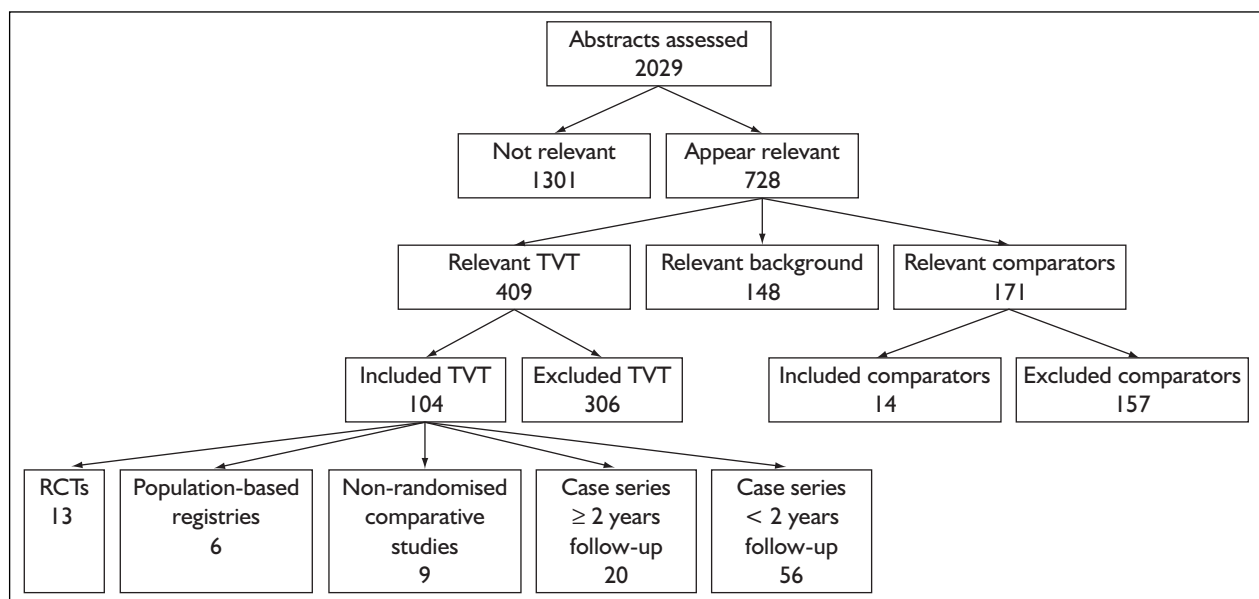 Abstracts assessed
2029
Not relevant
1301
Appear relevant
728
Relevant TVT
409
Relevant background
148
Relevant comparators
171
Included TVT
104
Excluded TVT
306
Included comparators
14
Excluded comparators
157
RCTs
13
Population-based
registries
6
Non-randomised
comparative
studies
9
Case series
≥ 2 years
follow-up
20
Case series
< 2 years
follow-up
56